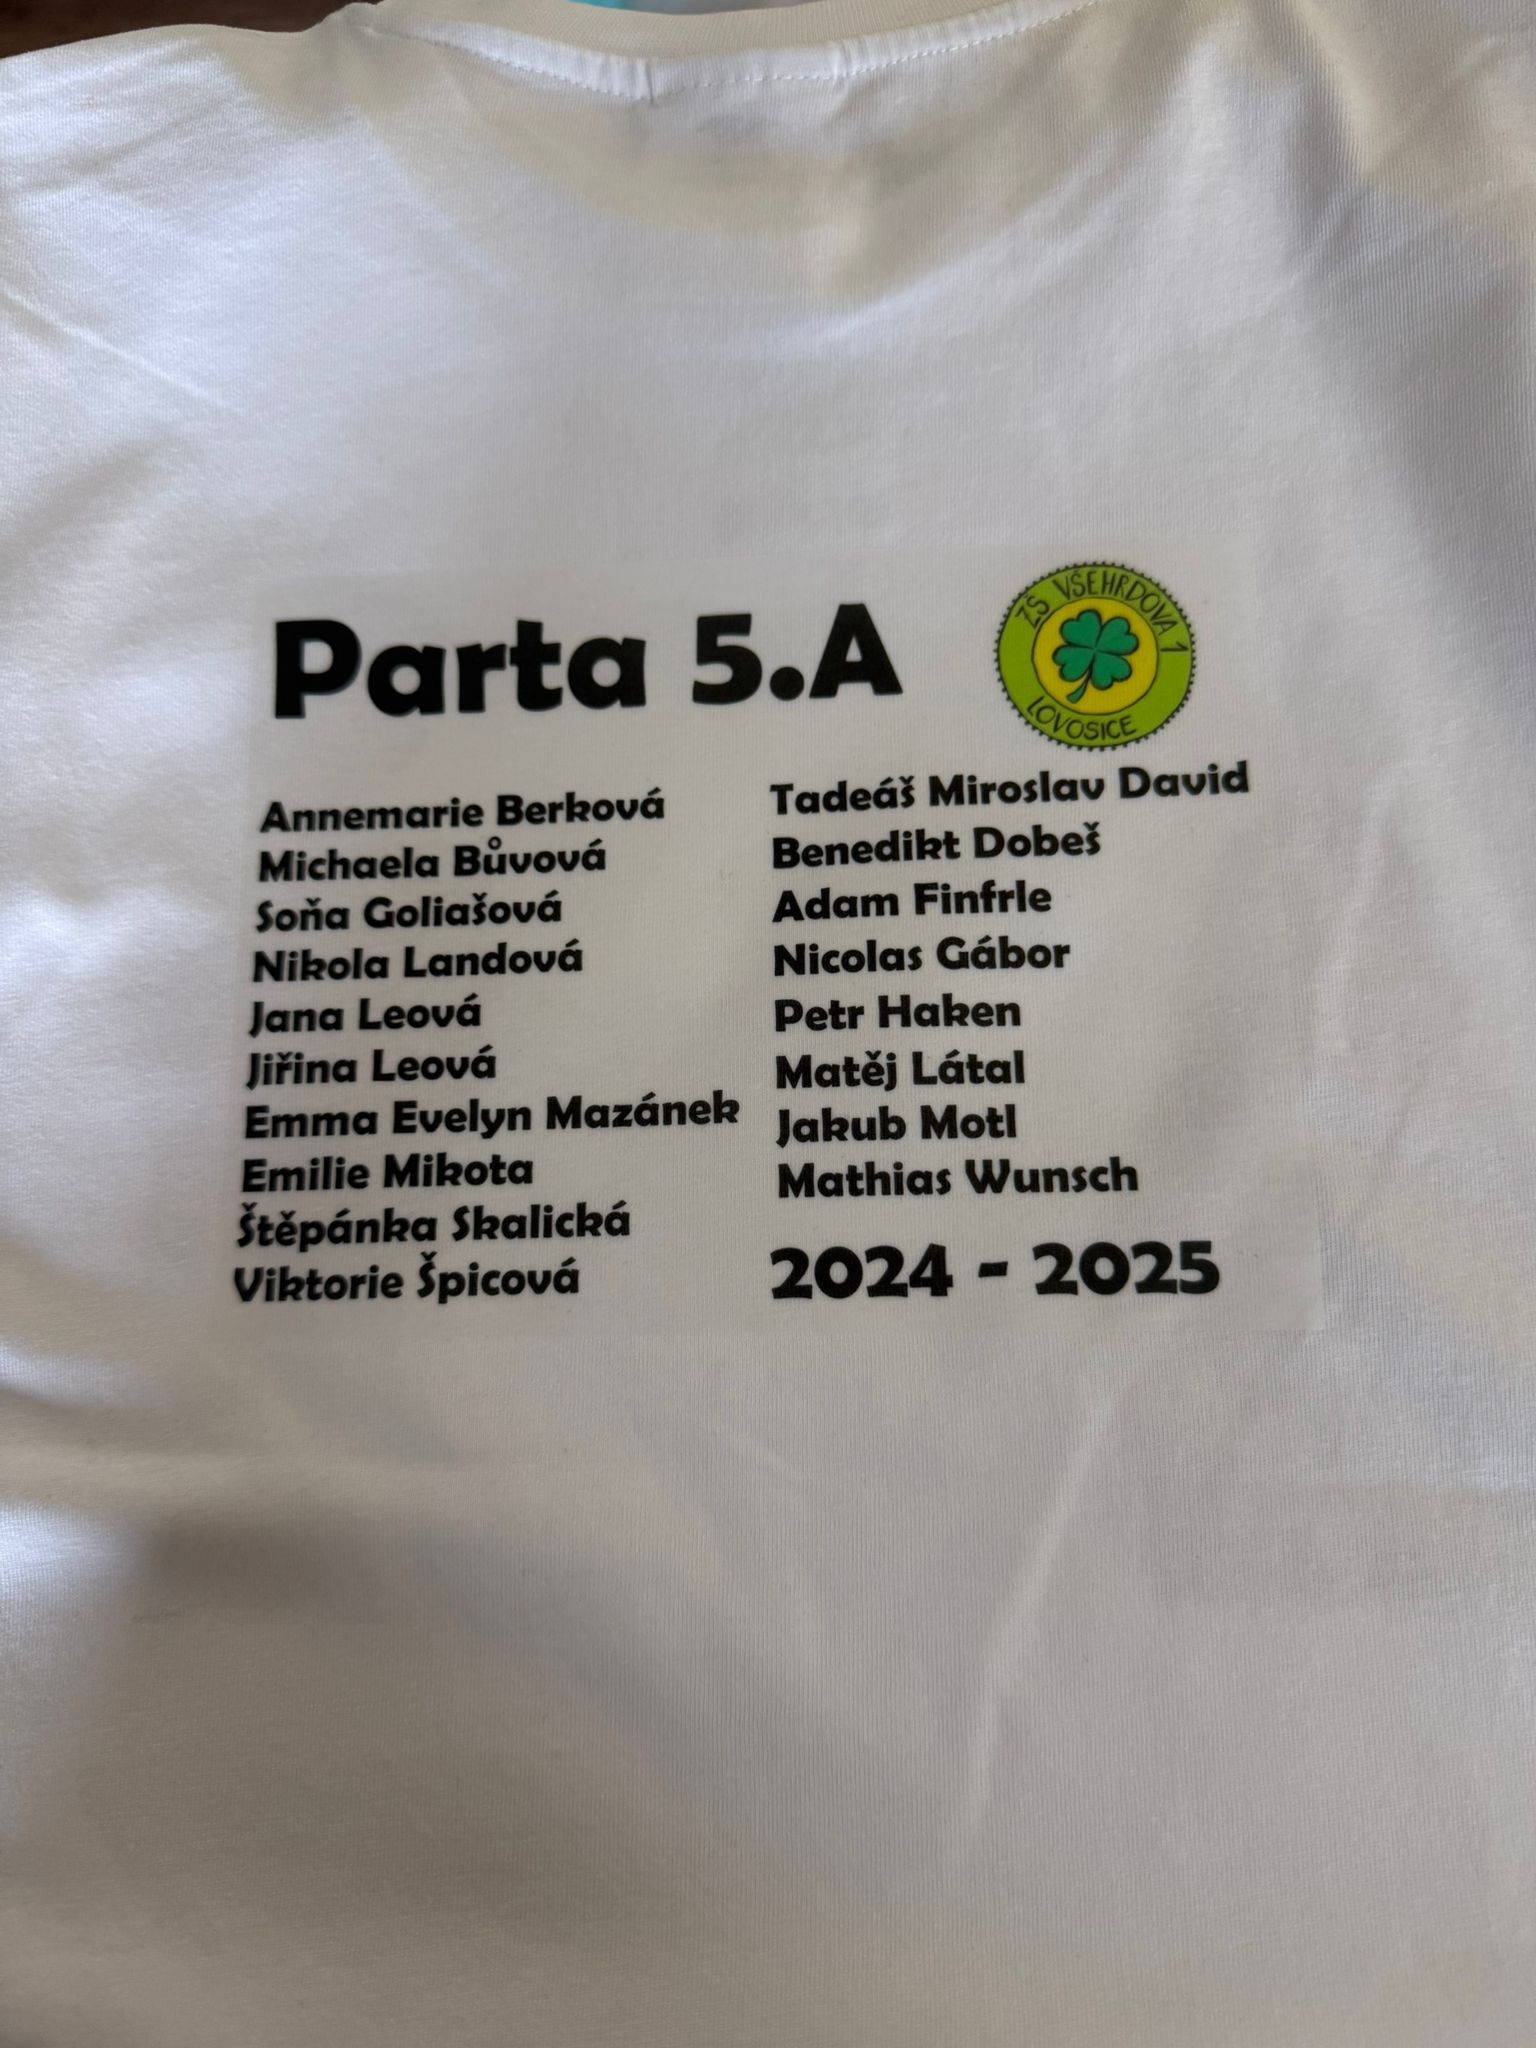 Parta 5.A
ZŠ VŠEHRDOVA 1
LOVOSICE
Annemarie Berková
Michaela Bůvová
Soňa Goliašová
Nikola Landová
Jana Leová
Jiřina Leová
Emma Evelyn Mazánek
Emilie Mikota
Štěpánka Skalická
Viktorie Špicová
Tadeáš Miroslav David
Benedikt Dobeš
Adam Finfrle
Nicolas Gábor
Petr Haken
Matěj Látal
Jakub Motl
Mathias Wunsch
2024 - 2025